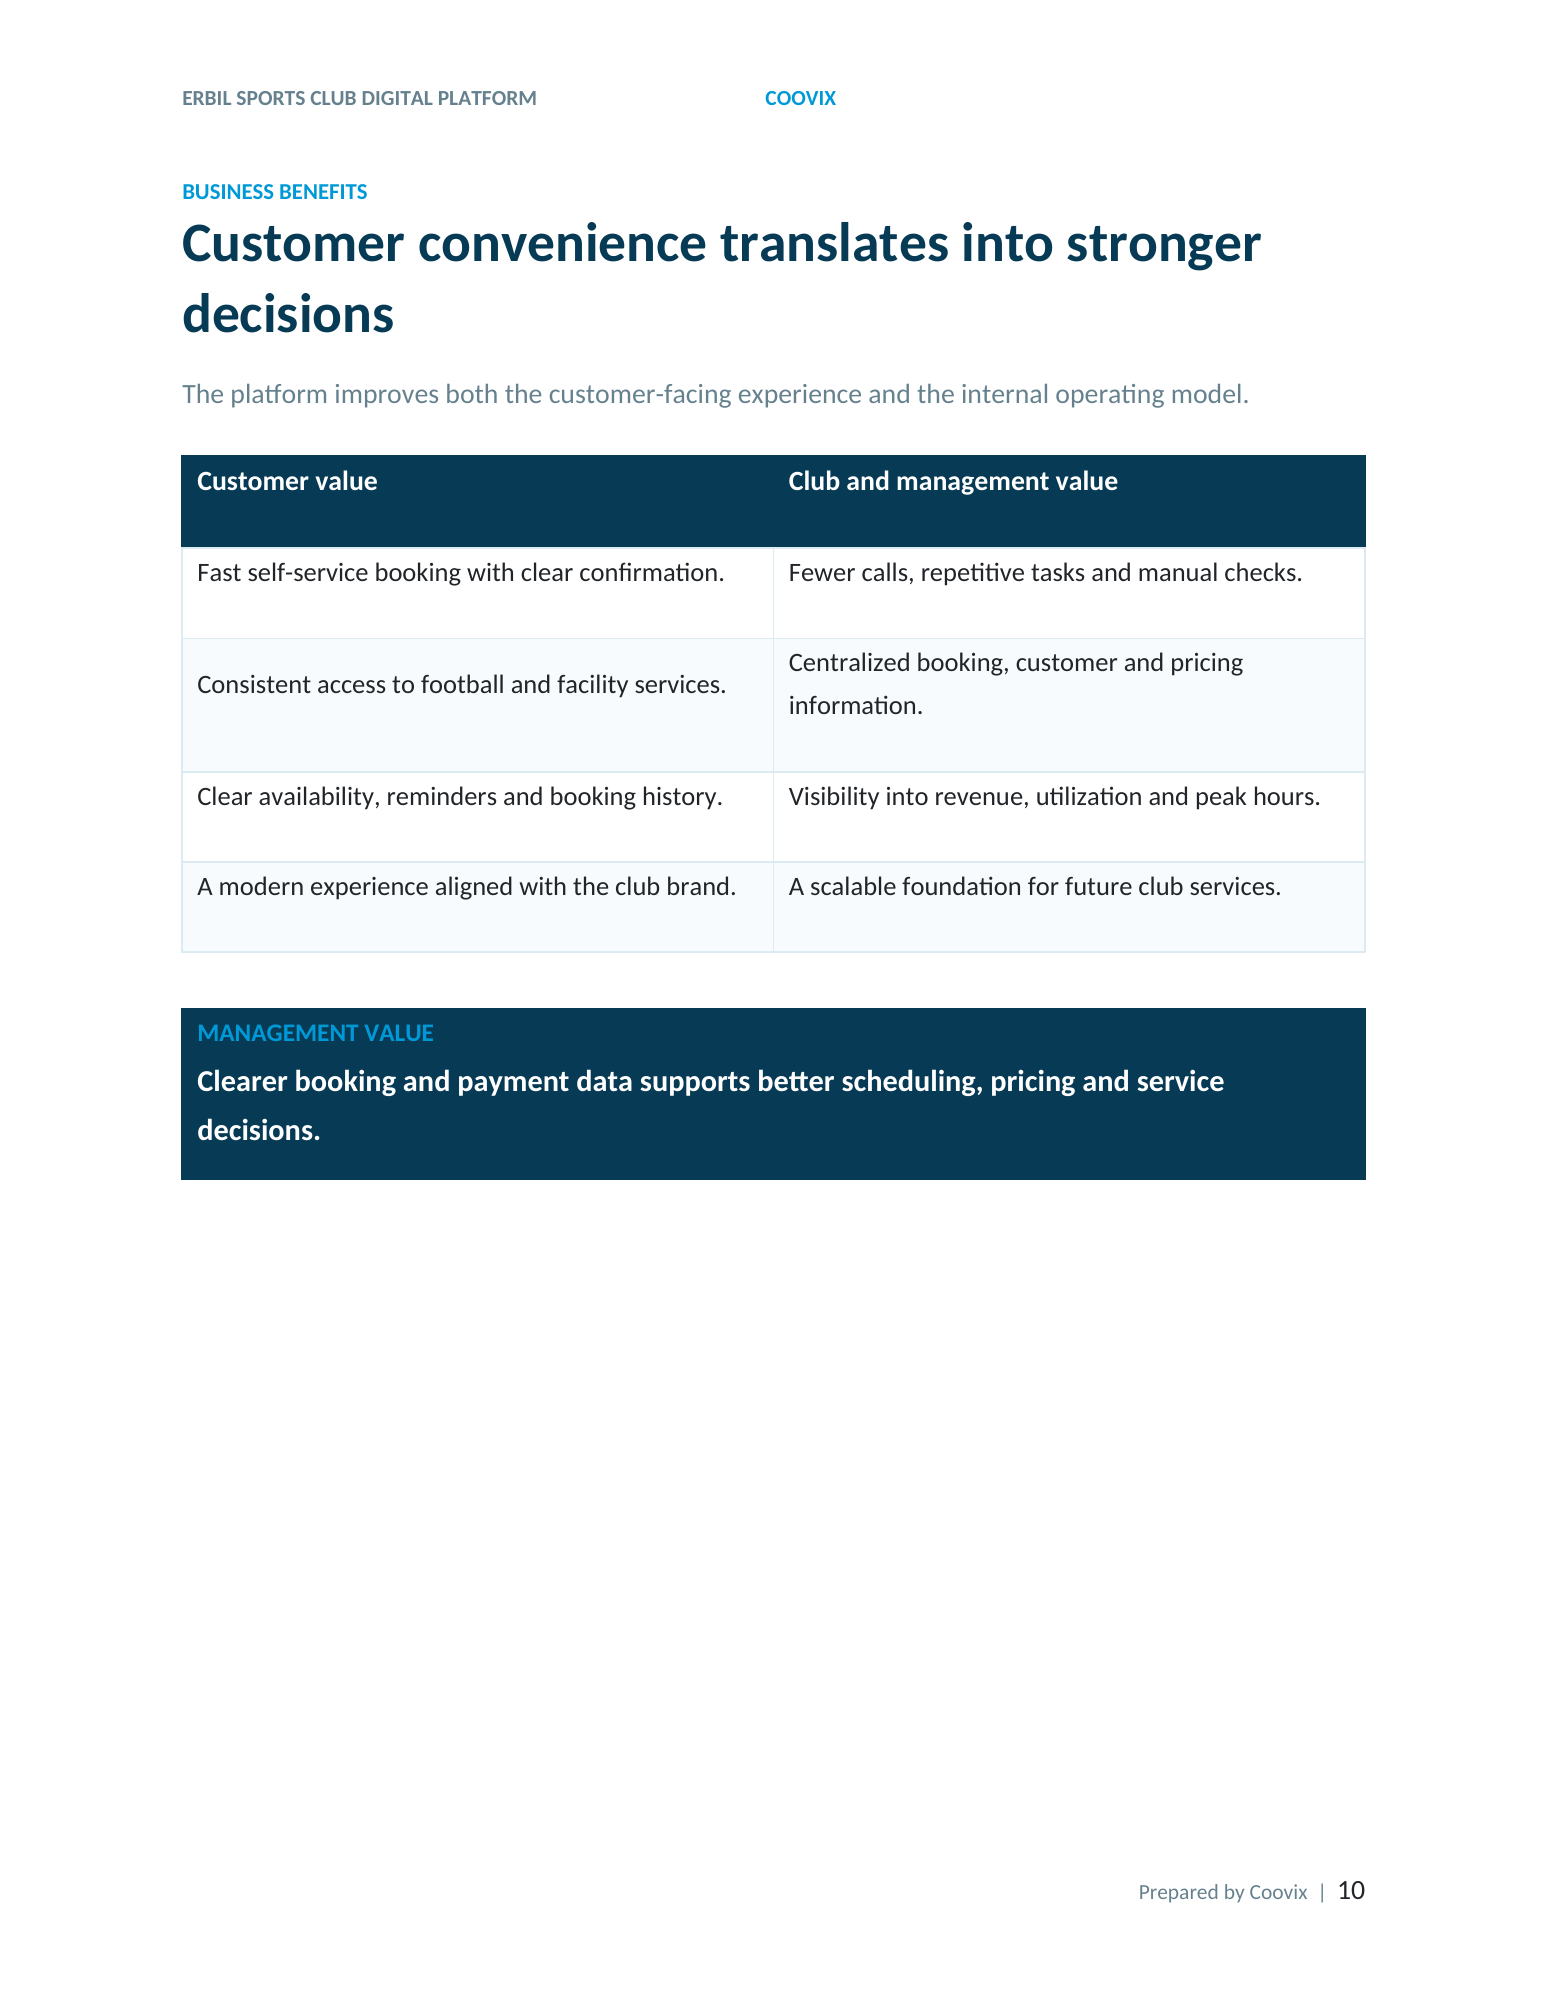 ERBIL SPORTS CLUB DIGITAL PLATFORM COOVIX
BUSINESS BENEFITS
Customer convenience translates into stronger
decisions
The platform improves both the customer-facing experience and the internal operating model.
Customer value Club and management value
Fast self-service booking with clear confirmation. Fewer calls, repetitive tasks and manual checks.
Consistent access to football and facility services. Centralized booking, customer and pricing
information.
Clear availability, reminders and booking history. Visibility into revenue, utilization and peak hours.
A modern experience aligned with the club brand. A scalable foundation for future club services.
MANAGEMENT VALUE
Clearer booking and payment data supports better scheduling, pricing and service
decisions.
Prepared by Coovix | 10